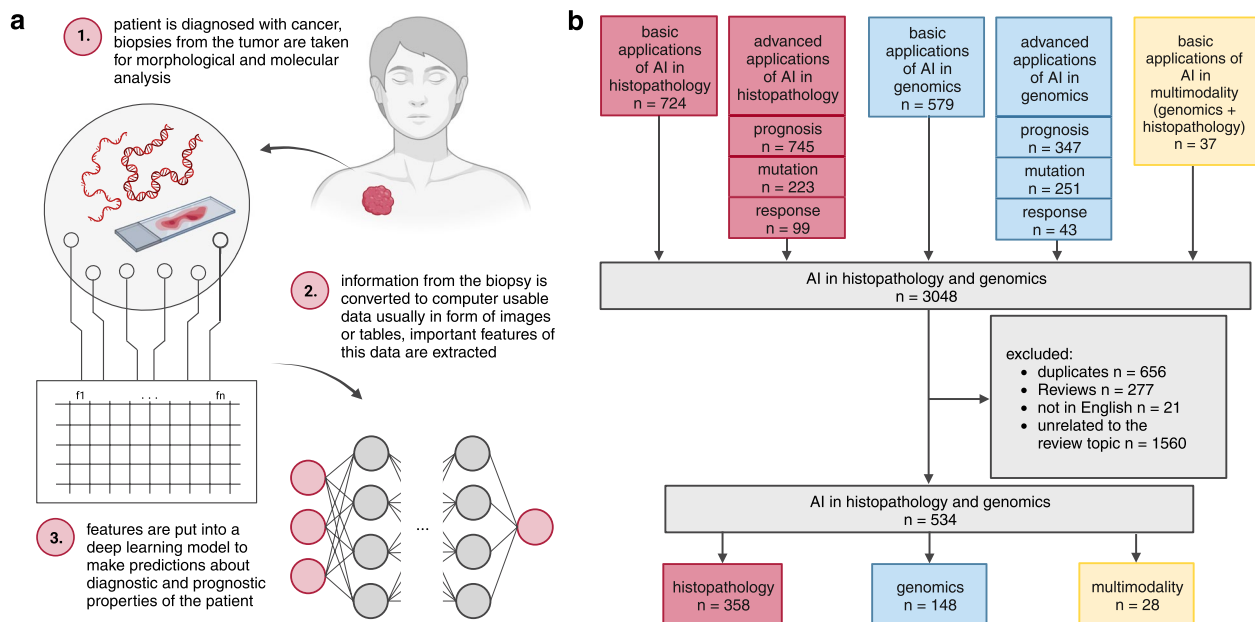 a
1.
patient is diagnosed with cancer,
biopsies from the tumor are taken
for morphological and molecular
analysis
2.
information from the biopsy is
converted to computer usable
data usually in form of images
or tables, important features of
this data are extracted
f1
. . .
fn
...
3.
features are put into a
deep learning model to
make predictions about
diagnostic and prognostic
properties of the patient
b
basic
applications
of AI in
histopathology
n = 724
advanced
applications
of AI in
histopathology
prognosis
n = 745
mutation
n = 223
response
n = 99
basic
applications
of AI in
genomics
n = 579
advanced
applications
of AI in
genomics
prognosis
n = 347
mutation
n = 251
response
n = 43
basic
applications of
AI in
multimodality
(genomics +
histopathology)
n = 37
AI in histopathology and genomics
n = 3048
excluded:
• duplicates n = 656
• Reviews n = 277
• not in English n = 21
• unrelated to the
review topic n = 1560
AI in histopathology and genomics
n = 534
histopathology
n = 358
genomics
n = 148
multimodality
n = 28